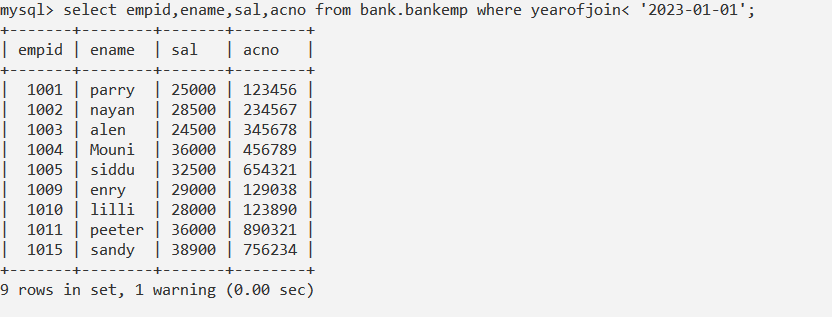 mysql> select empid,ename,sal,acno from bank.bankemp where yearofjoin< '2023-01-01';
+-------+--------+-------+--------+
| empid | ename  | sal   | acno   |
+-------+--------+-------+--------+
|  1001 | parry  | 25000 | 123456 |
|  1002 | nayan  | 28500 | 234567 |
|  1003 | alen   | 24500 | 345678 |
|  1004 | Mouni  | 36000 | 456789 |
|  1005 | siddu  | 32500 | 654321 |
|  1009 | enry   | 29000 | 129038 |
|  1010 | lilli  | 28000 | 123890 |
|  1011 | peeter | 36000 | 890321 |
|  1015 | sandy  | 38900 | 756234 |
+-------+--------+-------+--------+
9 rows in set, 1 warning (0.00 sec)